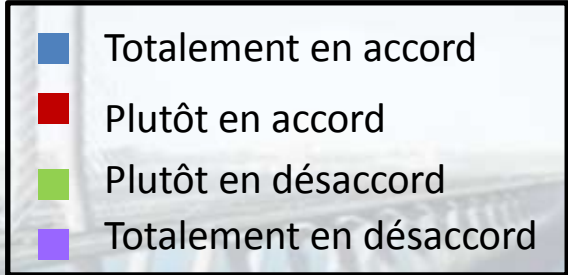 Totalement en accord
Plutôt en accord
Plutôt en désaccord
Totalement en désaccord